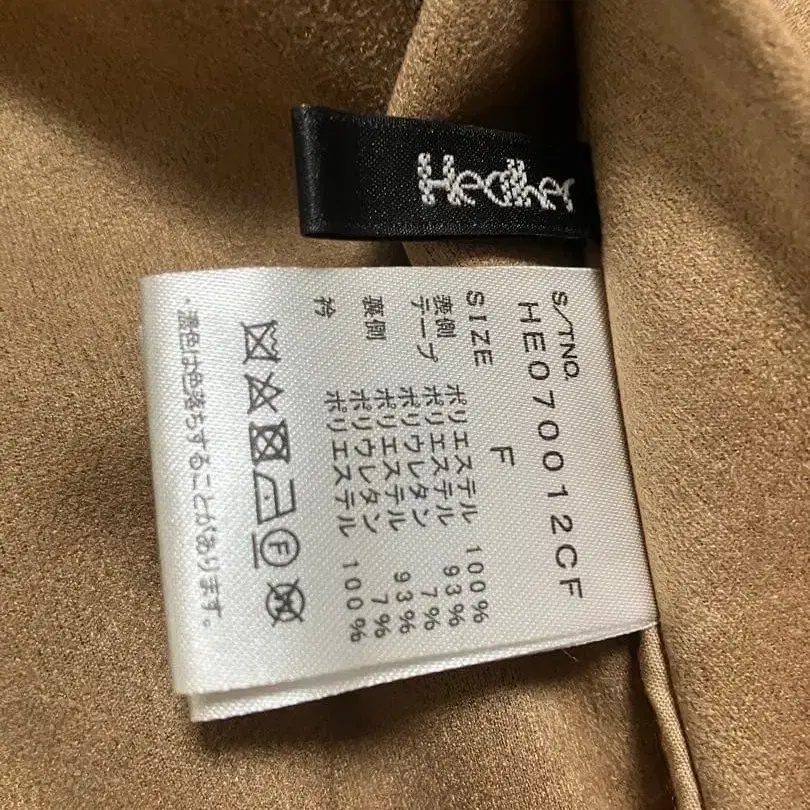 S/TNO.
HE070012CF
SIZE F
表側 ポリエステル 100%
テープ ポリエステル 93%
ポリウレタン 7%
裏側 ポリエステル 93%
ポリウレタン 7%
衿 ポリエステル 100%
F
・濃色は色落ちすることがあります。